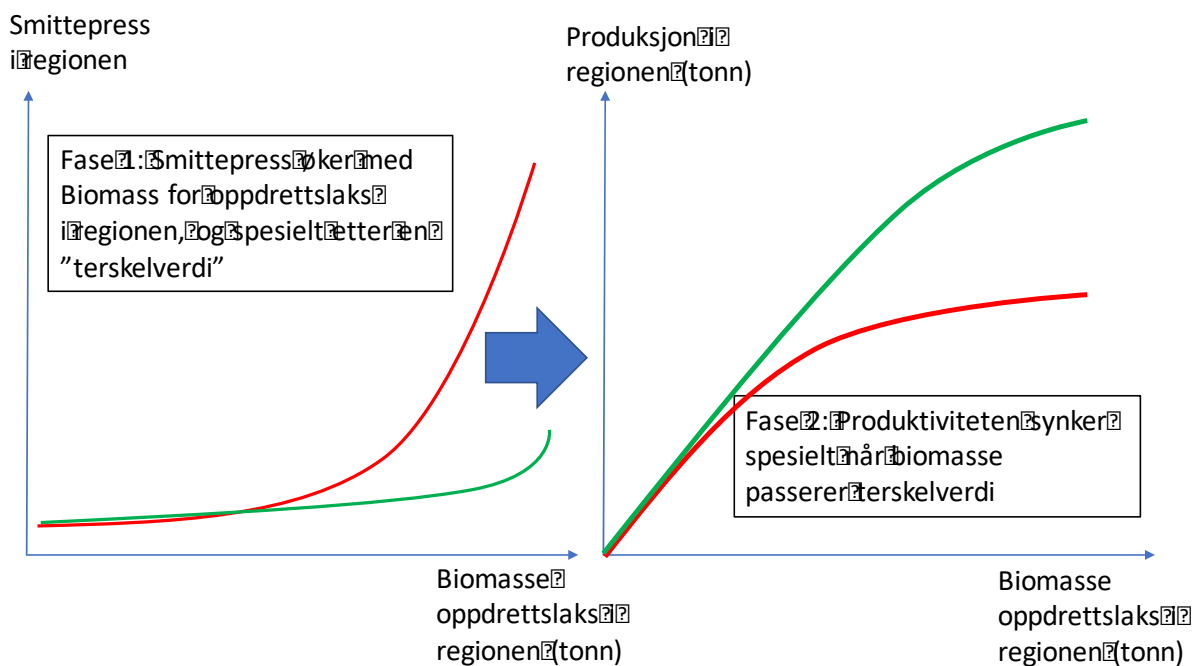 Smittepress
i regionen
Fase 1: Smittepress øker med
Biomass for oppdrettslaks
i regionen, og spesielt etter en
”terskelverdi”
Biomasse
oppdrettslaks i
regionen (tonn)
Produksjon i
regionen (tonn)
Fase 2: Produktiviteten synker
spesielt når biomasse
passerer terskelverdi
Biomasse
oppdrettslaks i
regionen (tonn)